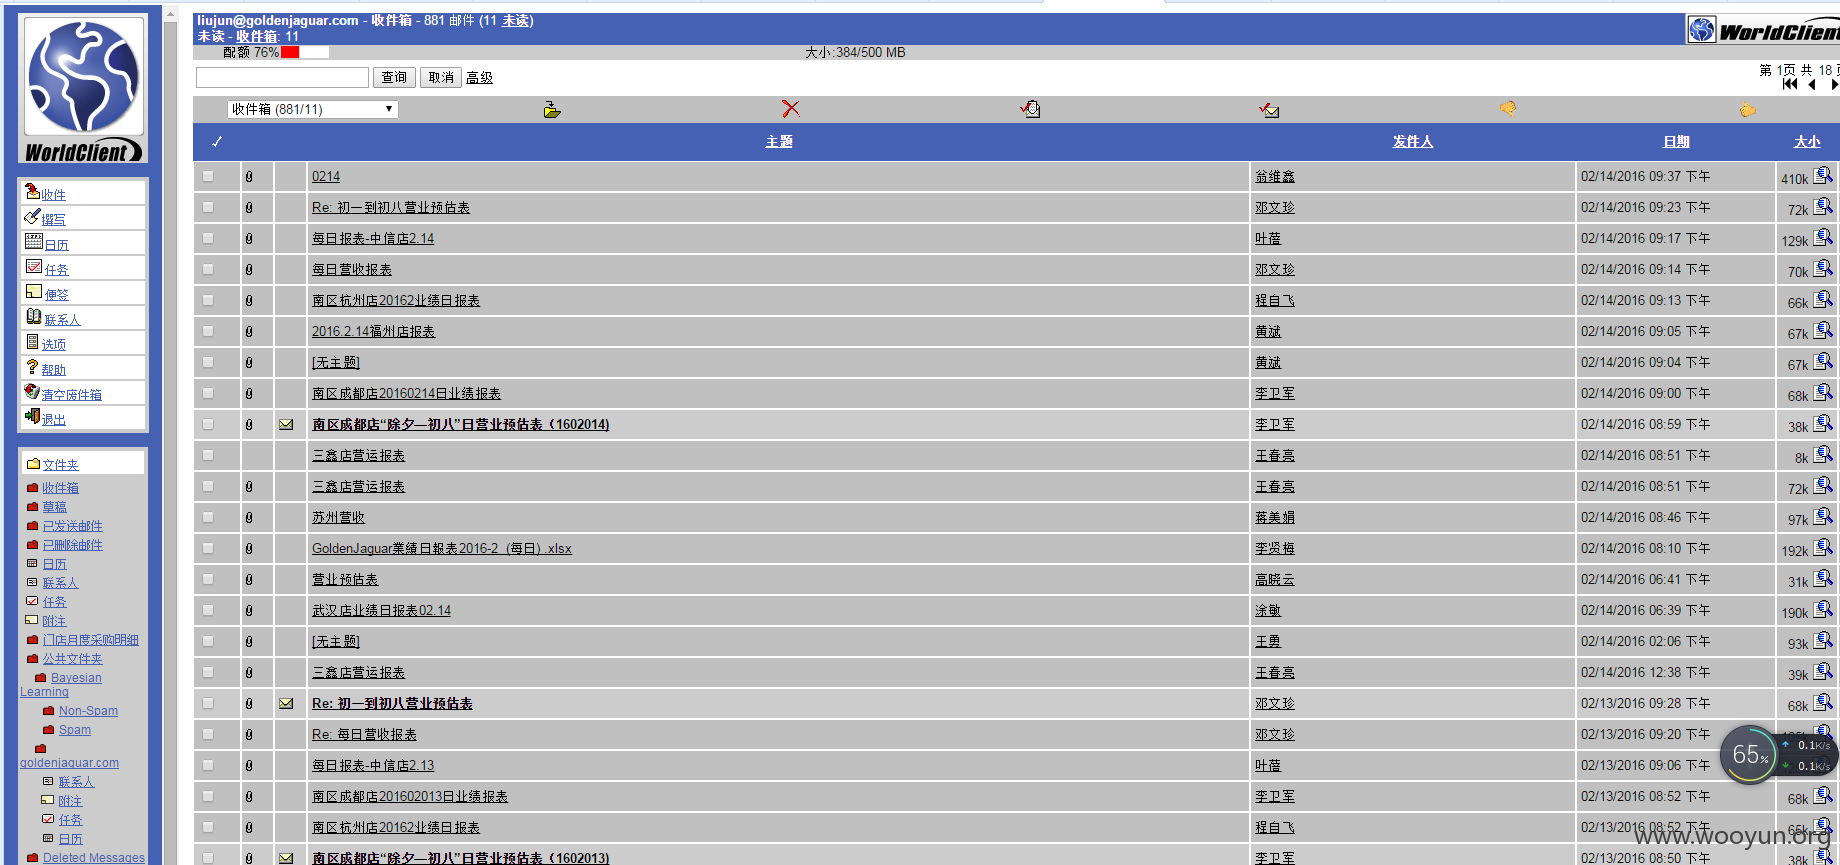 WorldClient
收件
撰写
日历
任务
便签
联系人
选项
帮助
清空废件箱
退出
文件夹
收件箱
草稿
已发送邮件
已删除邮件
日历
联系人
任务
附注
门店月度采购明细
公共文件夹
Bayesian
Learning
Non-Spam
Spam
goldenjaguar.com
联系人
附注
任务
日历
Deleted Messages
liujun@goldenjaguar.com - 收件箱 - 881 邮件 (11 未读)
未读 - 收件箱: 11
WorldClient
配额 76% 大小:384/500 MB
查询 取消 高级
第 1页 共 18 页
收件箱 (881/11)
主题 发件人 日期 大小
0214 翁维鑫 02/14/2016 09:37 下午 410k
Re: 初一到初八营业预估表 邓文珍 02/14/2016 09:23 下午 72k
每日报表-中信店2.14 叶蓓 02/14/2016 09:17 下午 129k
每日营收报表 邓文珍 02/14/2016 09:14 下午 70k
南区杭州店20162业绩日报表 程自飞 02/14/2016 09:13 下午 66k
2016.2.14福州店报表 黄斌 02/14/2016 09:05 下午 67k
[无主题] 黄斌 02/14/2016 09:04 下午 67k
南区成都店20160214日业绩报表 李卫军 02/14/2016 09:00 下午 68k
南区成都店“除夕—初八”日营业预估表（1602014) 李卫军 02/14/2016 08:59 下午 38k
三鑫店营运报表 王春亮 02/14/2016 08:51 下午 8k
三鑫店营运报表 王春亮 02/14/2016 08:51 下午 72k
苏州营收 蒋美娟 02/14/2016 08:46 下午 97k
GoldenJaguar業績日報表2016-2（每日）.xlsx 李贤梅 02/14/2016 08:10 下午 192k
营业预估表 高晓云 02/14/2016 06:41 下午 31k
武汉店业绩日报表02.14 涂敏 02/14/2016 06:39 下午 190k
[无主题] 王勇 02/14/2016 02:06 下午 93k
三鑫店营运报表 王春亮 02/14/2016 12:38 下午 39k
Re: 初一到初八营业预估表 邓文珍 02/13/2016 09:28 下午 68k
Re: 每日营收报表 邓文珍 02/13/2016 09:20 下午
每日报表-中信店2.13 叶蓓 02/13/2016 09:06 下午
南区成都店201602013日业绩报表 李卫军 02/13/2016 08:52 下午 68k
南区杭州店20162业绩日报表 程自飞 02/13/2016 08:52 下午 65k
南区成都店“除夕—初八”日营业预估表（1602013) 李卫军 02/13/2016 08:50 下午 38k
65%
0.1K/s
0.1K/s
www.wooyun.org